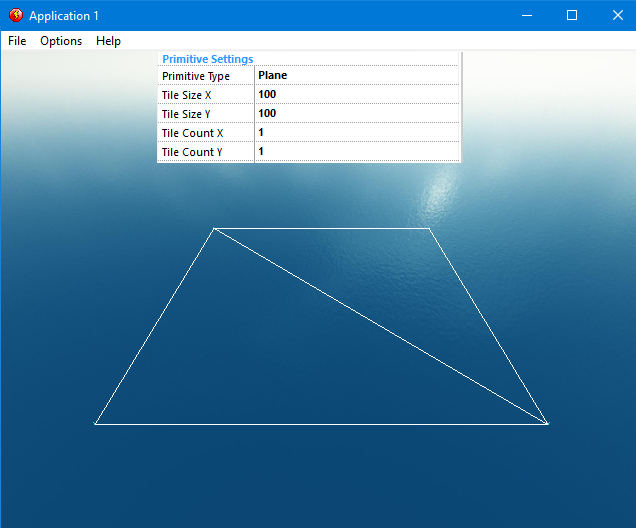 Application 1
File Options Help
Primitive Settings
Primitive Type Plane
Tile Size X 100
Tile Size Y 100
Tile Count X 1
Tile Count Y 1